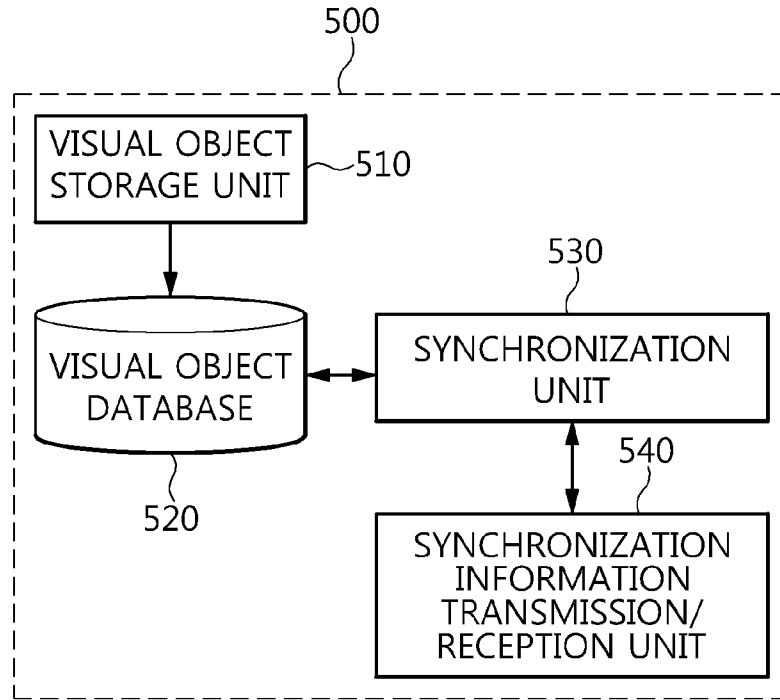 500
VISUAL OBJECT
STORAGE UNIT
510
530
VISUAL OBJECT
DATABASE
SYNCHRONIZATION
UNIT
520
540
SYNCHRONIZATION
INFORMATION
TRANSMISSION/
RECEPTION UNIT